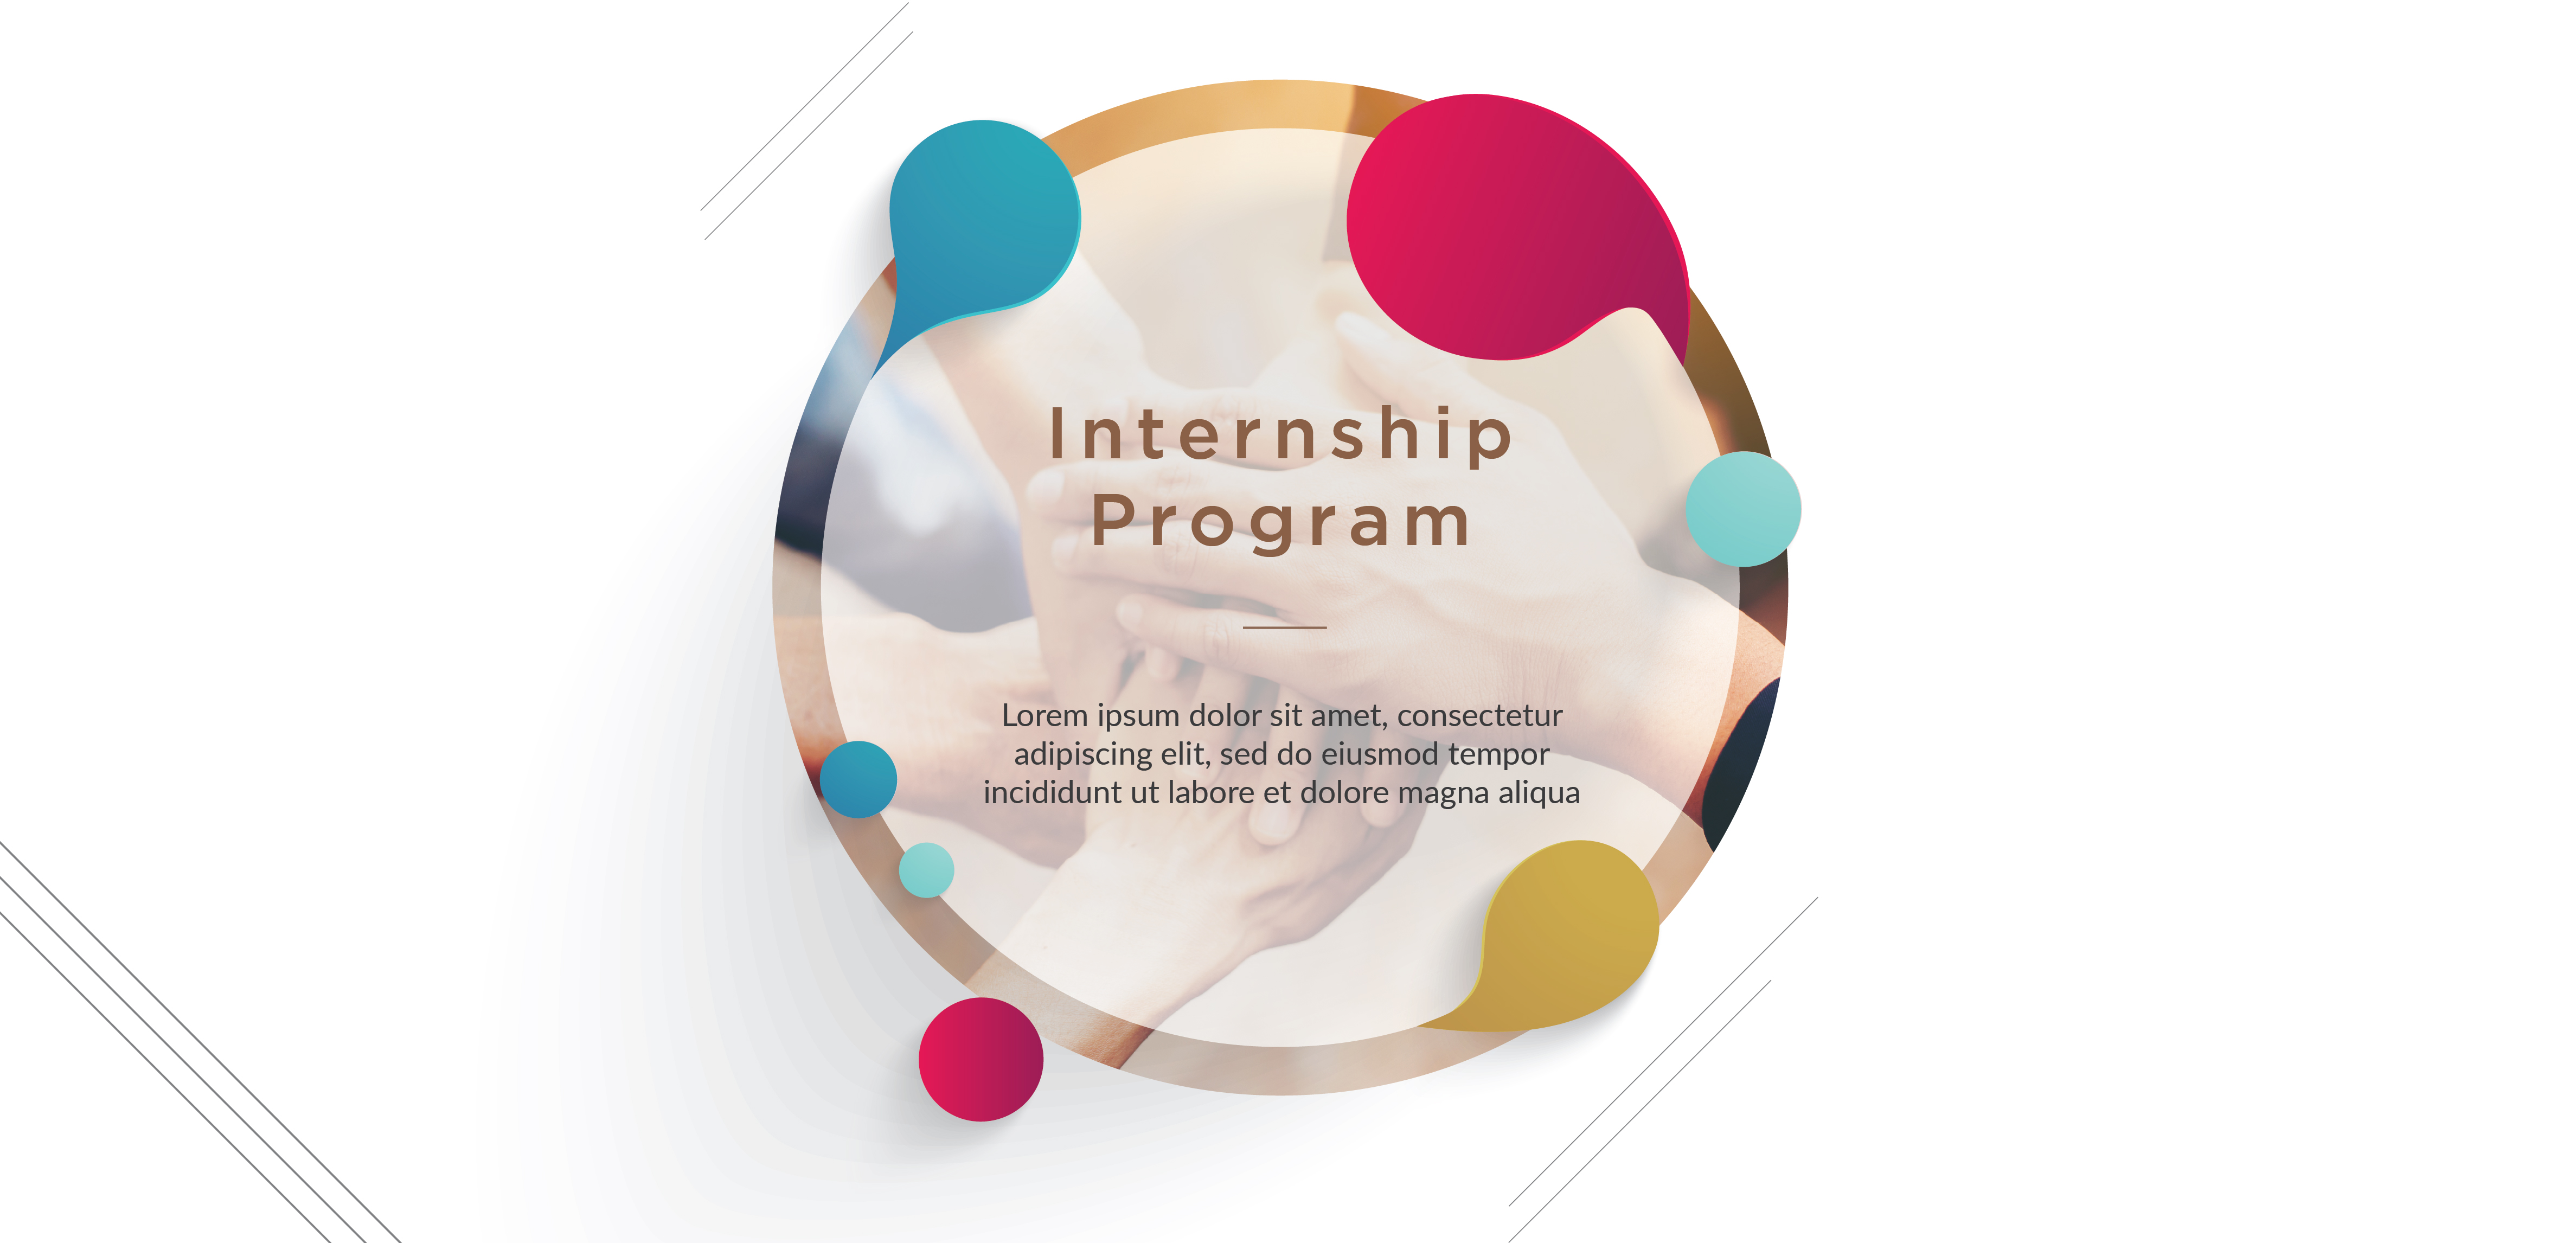 Internship
Program
Lorem ipsum dolor sit amet, consectetur
adipiscing elit, sed do eiusmod tempor
incididunt ut labore et dolore magna aliqua